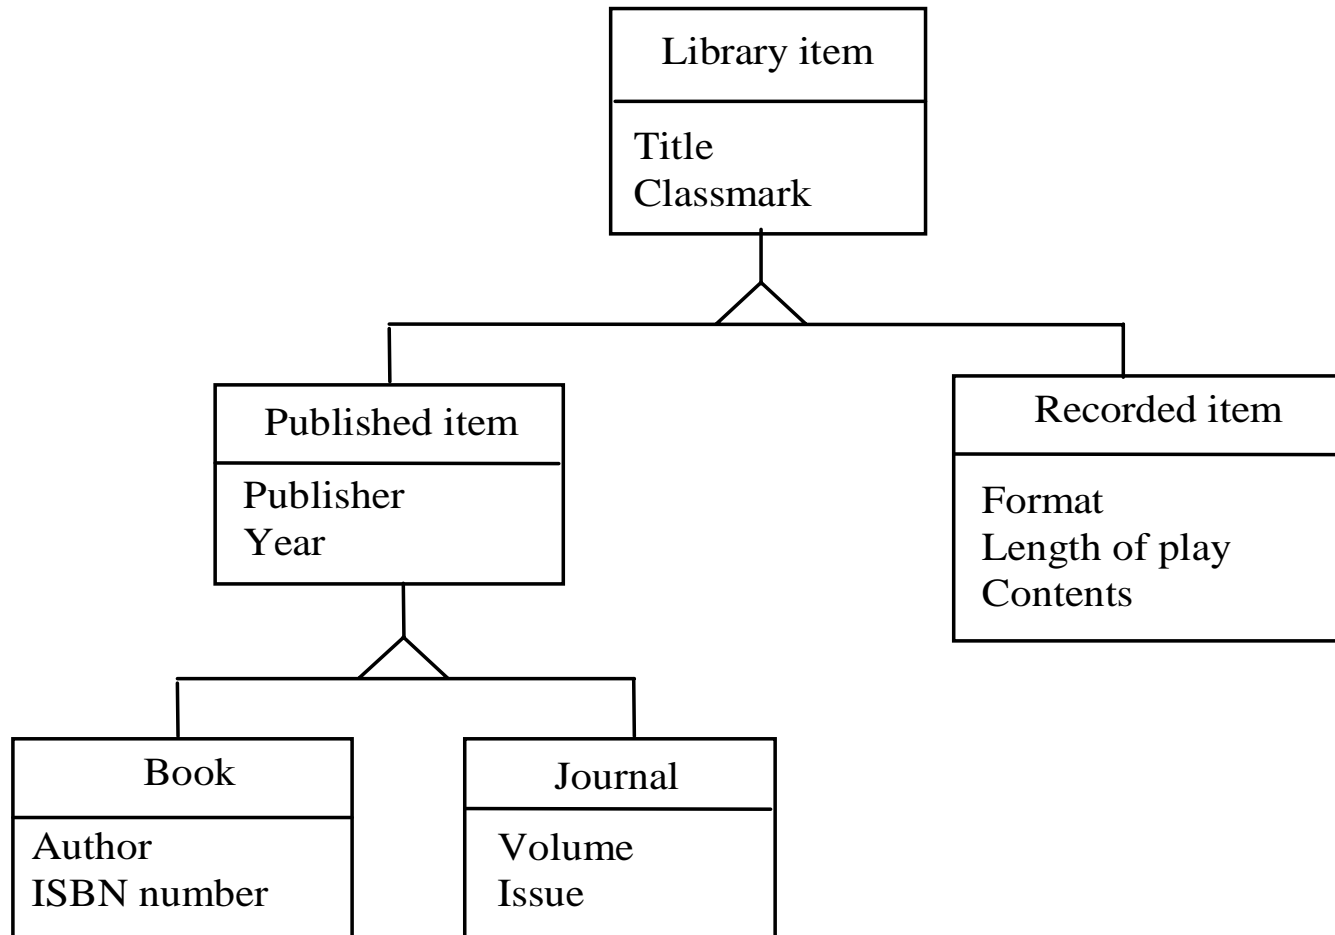 Library item
Title
Classmark
Published item
Publisher
Year
Recorded item
Format
Length of play
Contents
Book
Author
ISBN number
Journal
Volume
Issue